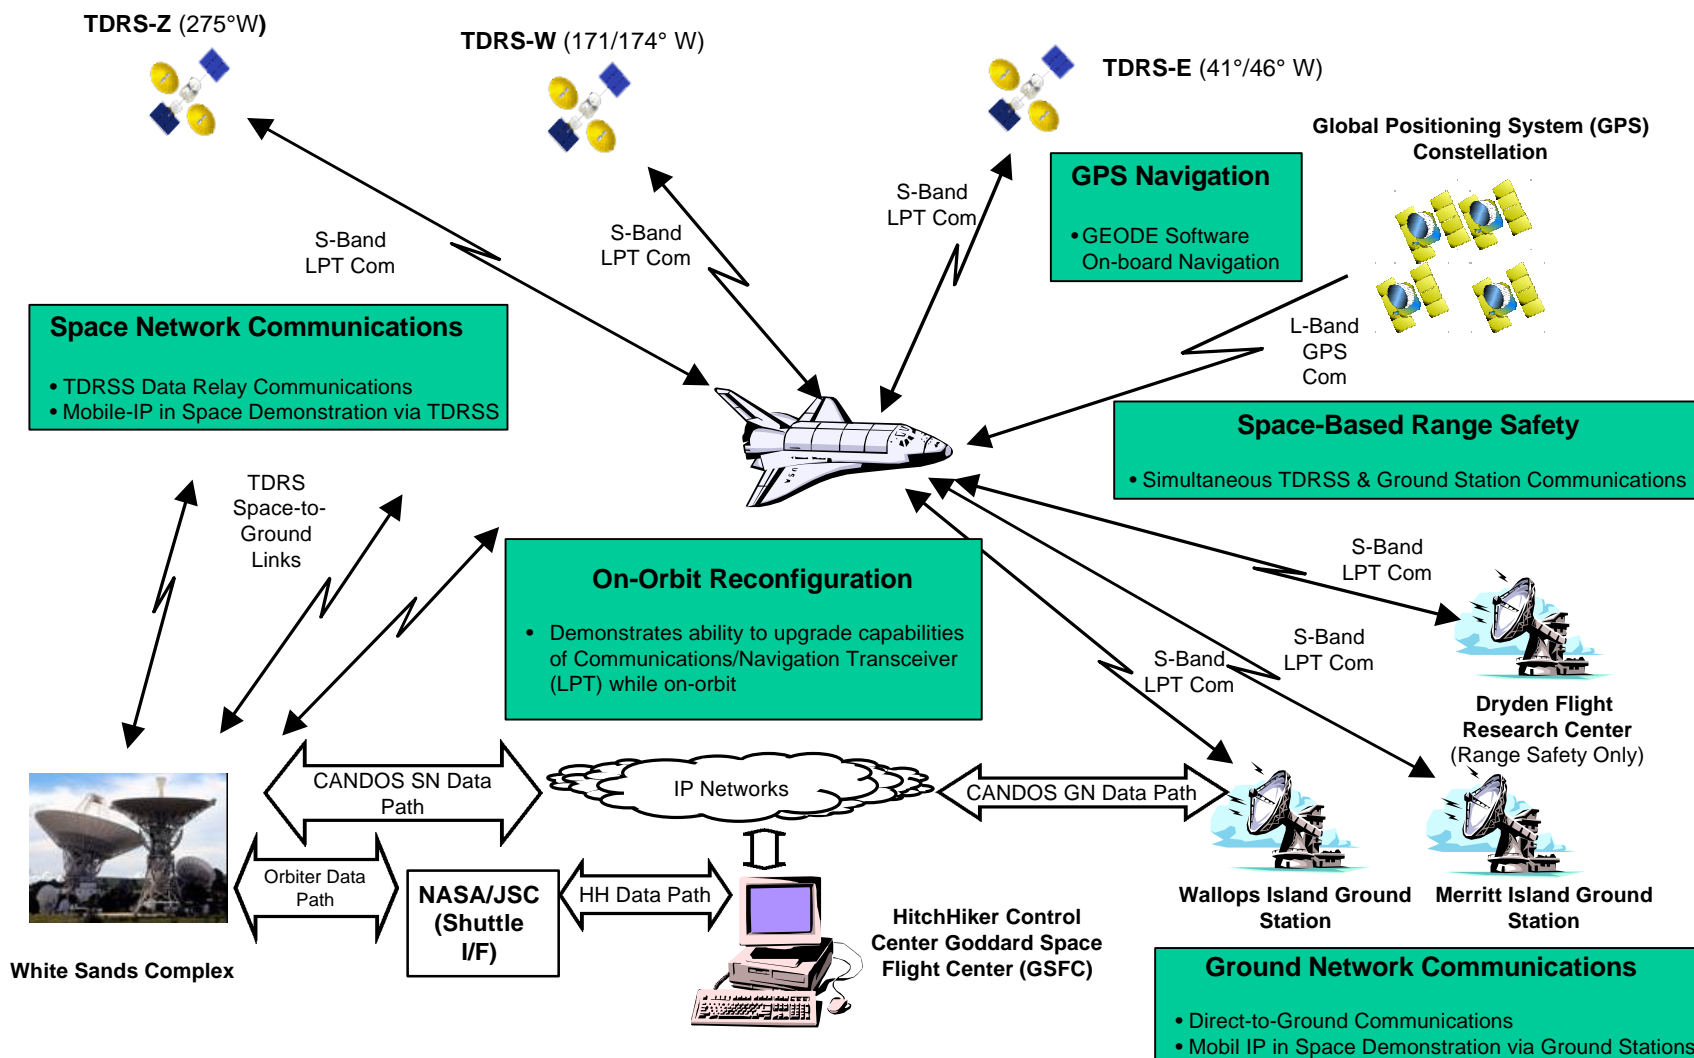 TDRS-Z (275°W)
TDRS-W (171/174° W)
TDRS-E (41°/46° W)
Global Positioning System (GPS)
Constellation
GPS Navigation
• GEODE Software
On-board Navigation
S-Band
LPT Com
S-Band
LPT Com
S-Band
LPT Com
L-Band
GPS
Com
Space Network Communications
• TDRSS Data Relay Communications
• Mobile-IP in Space Demonstration via TDRSS
Space-Based Range Safety
• Simultaneous TDRSS & Ground Station Communications
TDRS
Space-to-
Ground
Links
USA
On-Orbit Reconfiguration
• Demonstrates ability to upgrade capabilities
of Communications/Navigation Transceiver
(LPT) while on-orbit
S-Band
LPT Com
S-Band
LPT Com
S-Band
LPT Com
Dryden Flight
Research Center
(Range Safety Only)
CANDOS SN Data
Path
IP Networks
CANDOS GN Data Path
Orbiter Data
Path
NASA/JSC
(Shuttle
I/F)
HH Data Path
HitchHiker Control
Center Goddard Space
Flight Center (GSFC)
Wallops Island Ground
Station
Merritt Island Ground
Station
White Sands Complex
Ground Network Communications
• Direct-to-Ground Communications
• Mobil IP in Space Demonstration via Ground Stations